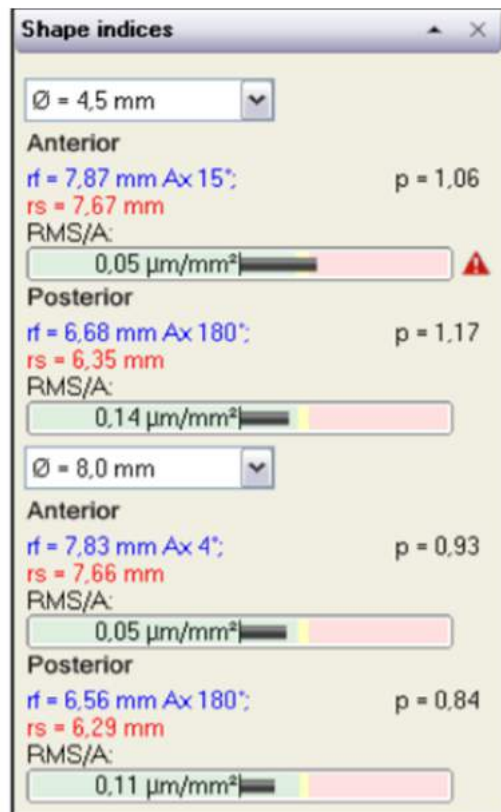 Shape indices
Ø = 4,5 mm
Anterior
rf = 7,87 mm Ax 15°; p = 1,06
rs = 7,67 mm
RMS/A:
0,05 µm/mm²
Posterior
rf = 6,68 mm Ax 180°; p = 1,17
rs = 6,35 mm
RMS/A:
0,14 µm/mm²
Ø = 8,0 mm
Anterior
rf = 7,83 mm Ax 4°; p = 0,93
rs = 7,66 mm
RMS/A:
0,05 µm/mm²
Posterior
rf = 6,56 mm Ax 180°; p = 0,84
rs = 6,29 mm
RMS/A:
0,11 µm/mm²